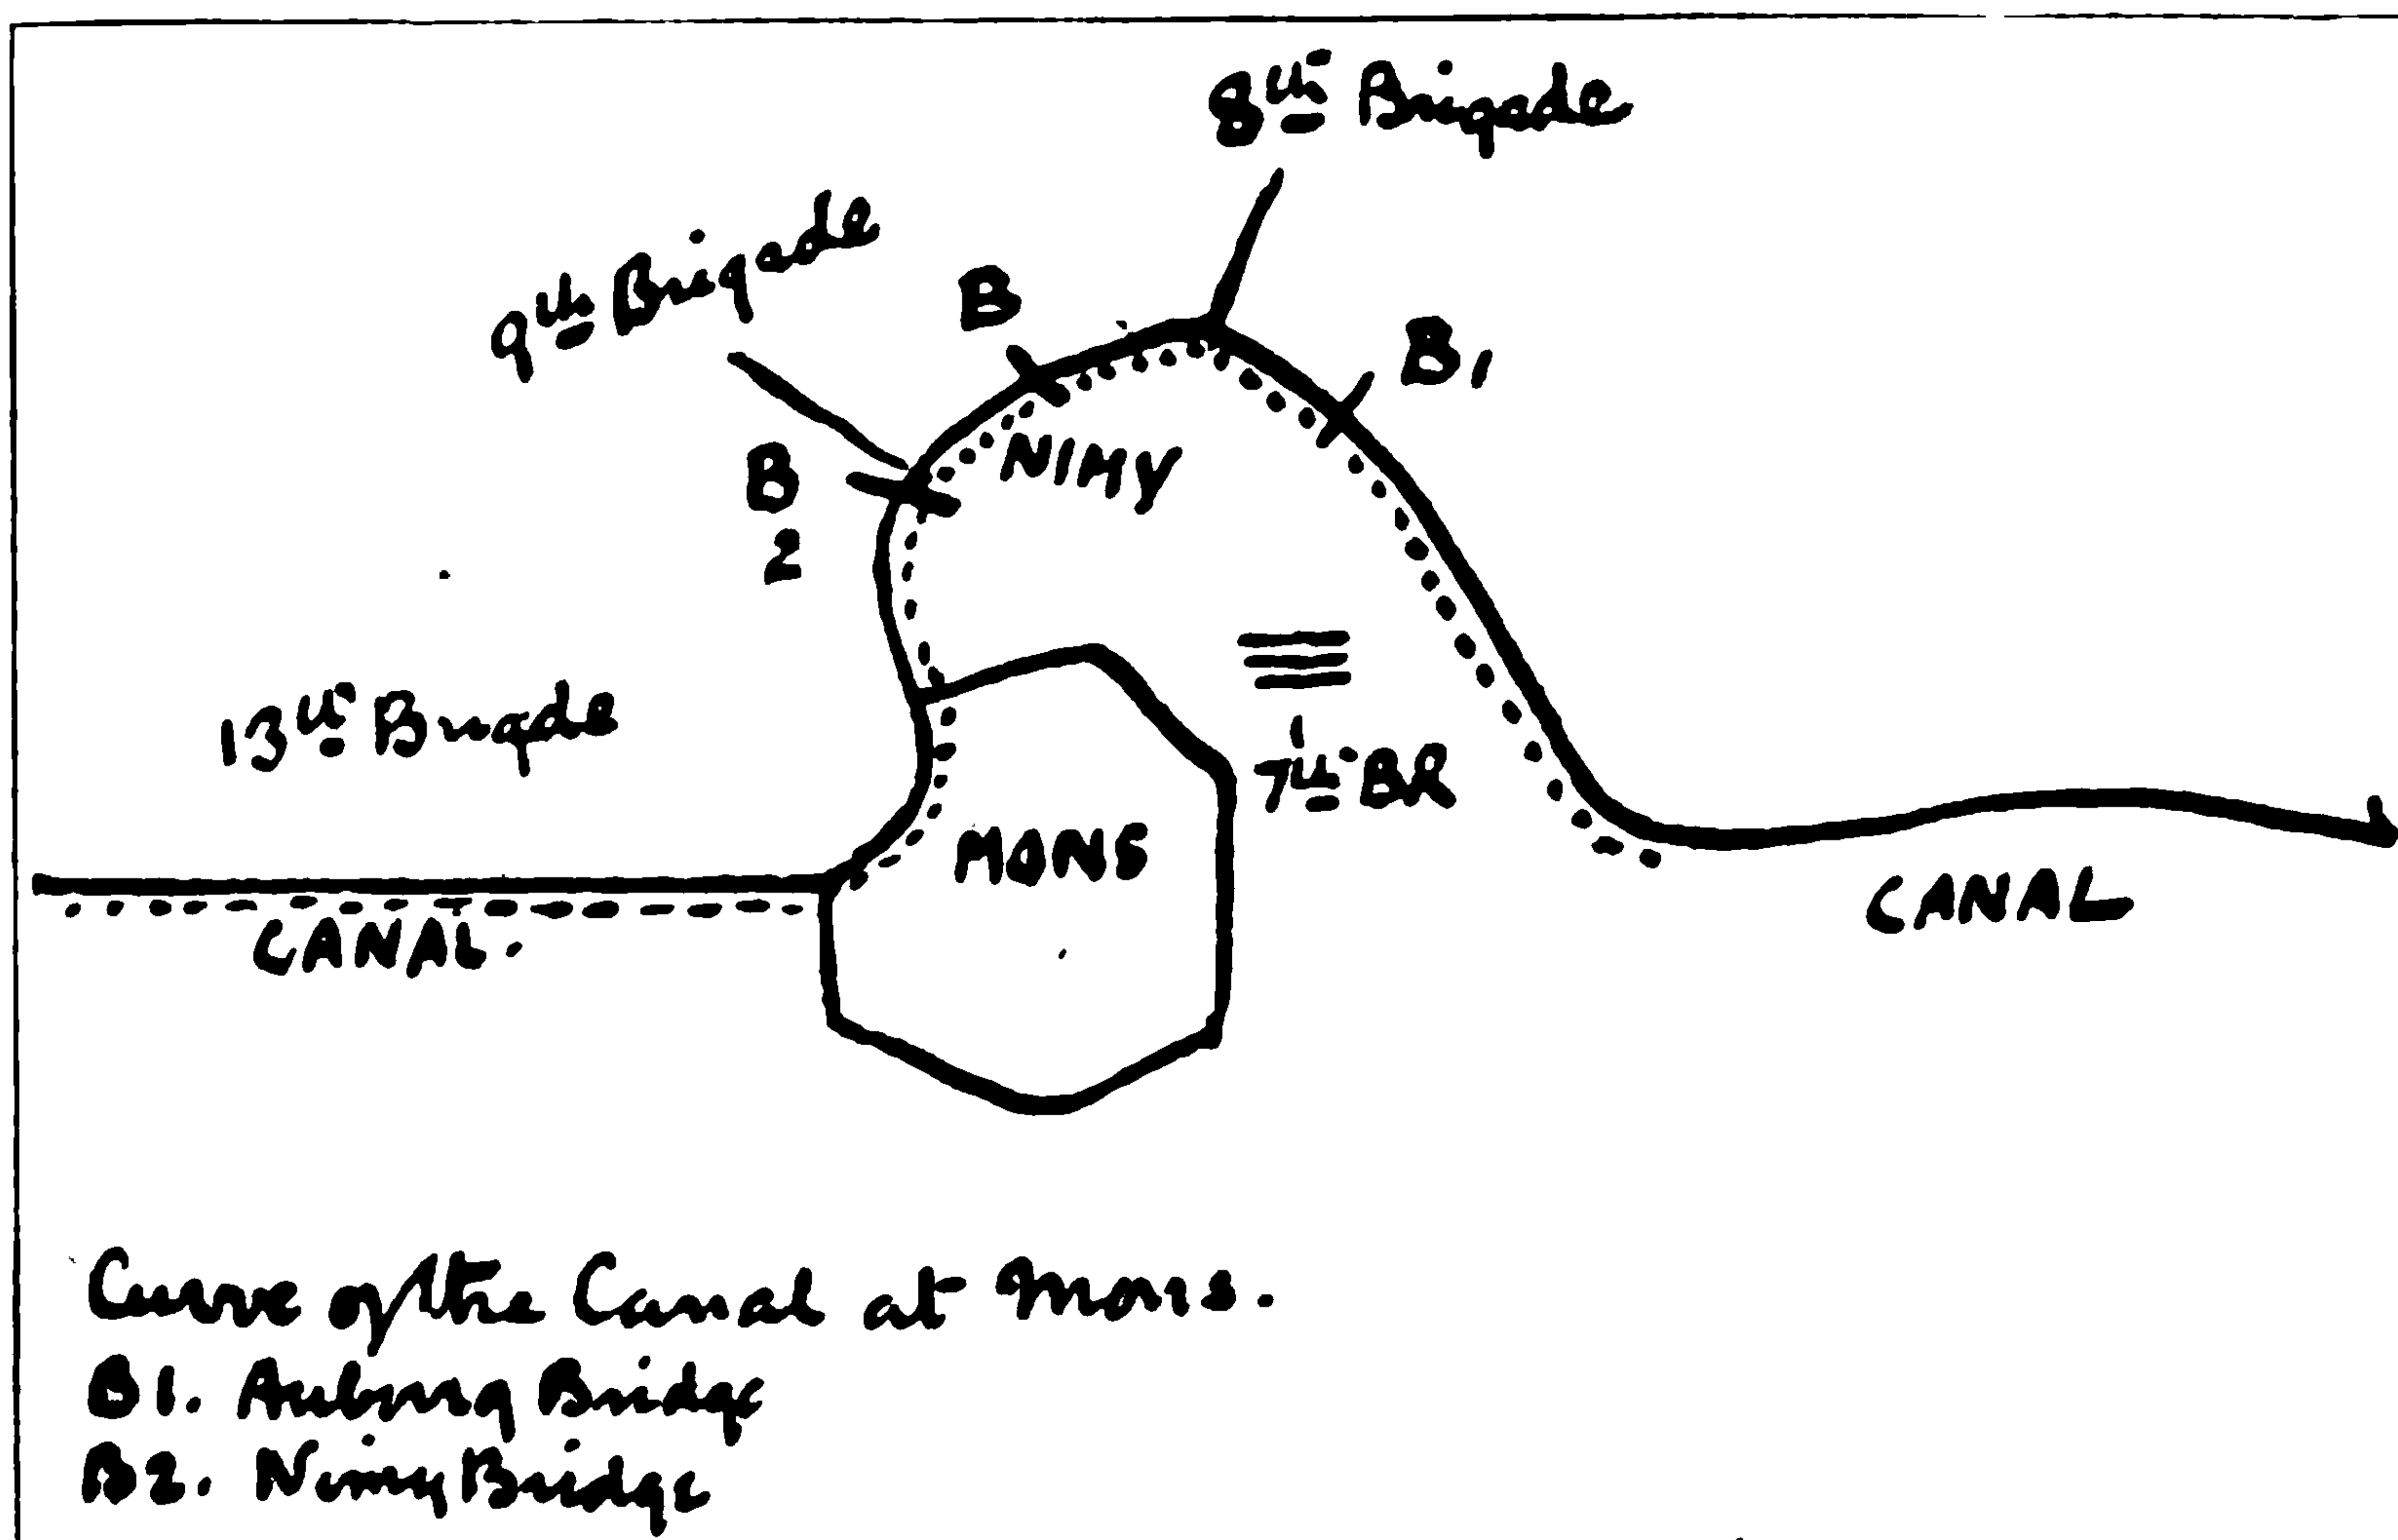 8th Brigade
9th Brigade
B
B1
B
2
NIMY
13th Brigade
7th BR
MONS
CANAL
CANAL.
Curve of the Canal at Mons.
B1. Bridge
B2. Nimy Bridge